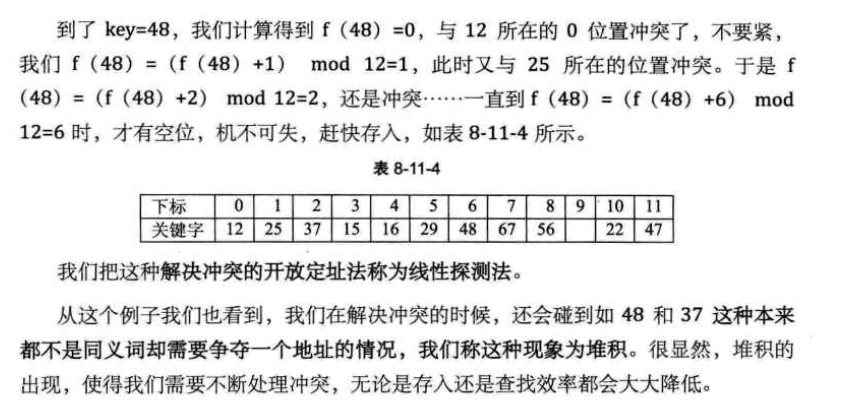 到了 key=48，我们计算得到 f（48）=0，与 12 所在的 0 位置冲突了，不要紧，
我们 f（48）=（f（48）+1） mod 12=1，此时又与 25 所在的位置冲突。于是 f
（48）=（f（48）+2） mod 12=2，还是冲突……一直到 f（48）=（f（48）+6） mod
12=6 时，才有空位，机不可失，赶快存入，如表 8-11-4 所示。
表 8-11-4
下标 0 1 2 3 4 5 6 7 8 9 10 11
关键字 12 25 37 15 16 29 48 67 56 22 47
我们把这种解决冲突的开放定址法称为线性探测法。
从这个例子我们也看到，我们在解决冲突的时候，还会碰到如 48 和 37 这种本来
都不是同义词却需要争夺一个地址的情况，我们称这种现象为堆积。很显然，堆积的
出现，使得我们需要不断处理冲突，无论是存入还是查找效率都会大大降低。